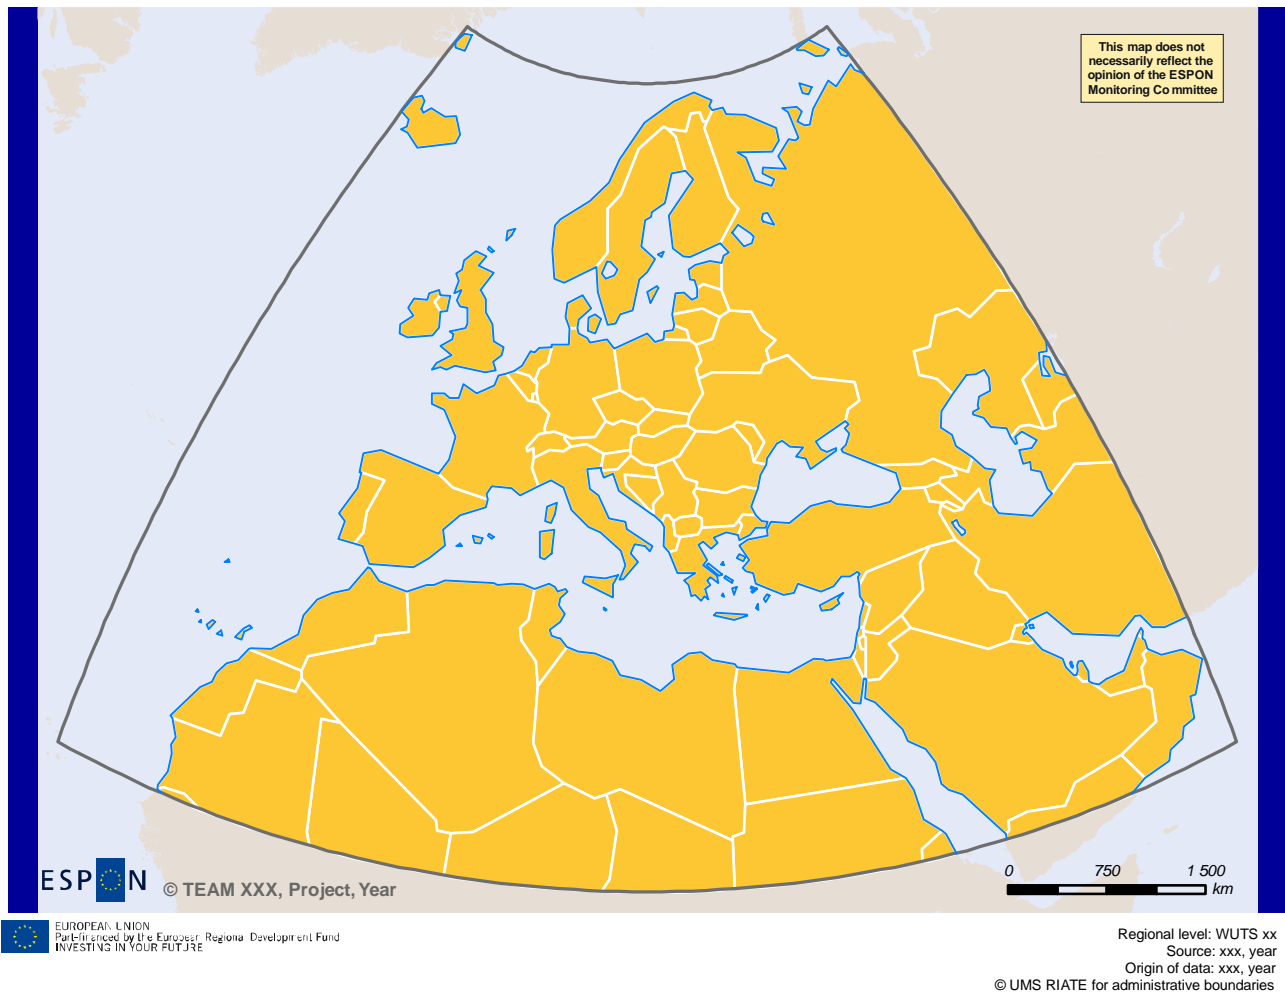 This map does not
necessarily reflect the
opinion of the ESPON
Monitoring Committee
0 750 1 500
km
ESPON
© TEAM XXX, Project, Year
EUROPEAN UNION
Part-financed by the European Regional Development Fund
INVESTING IN YOUR FUTURE
Regional level: WUTS xx
Source: xxx, year
Origin of data: xxx, year
© UMS RIATE for administrative boundaries